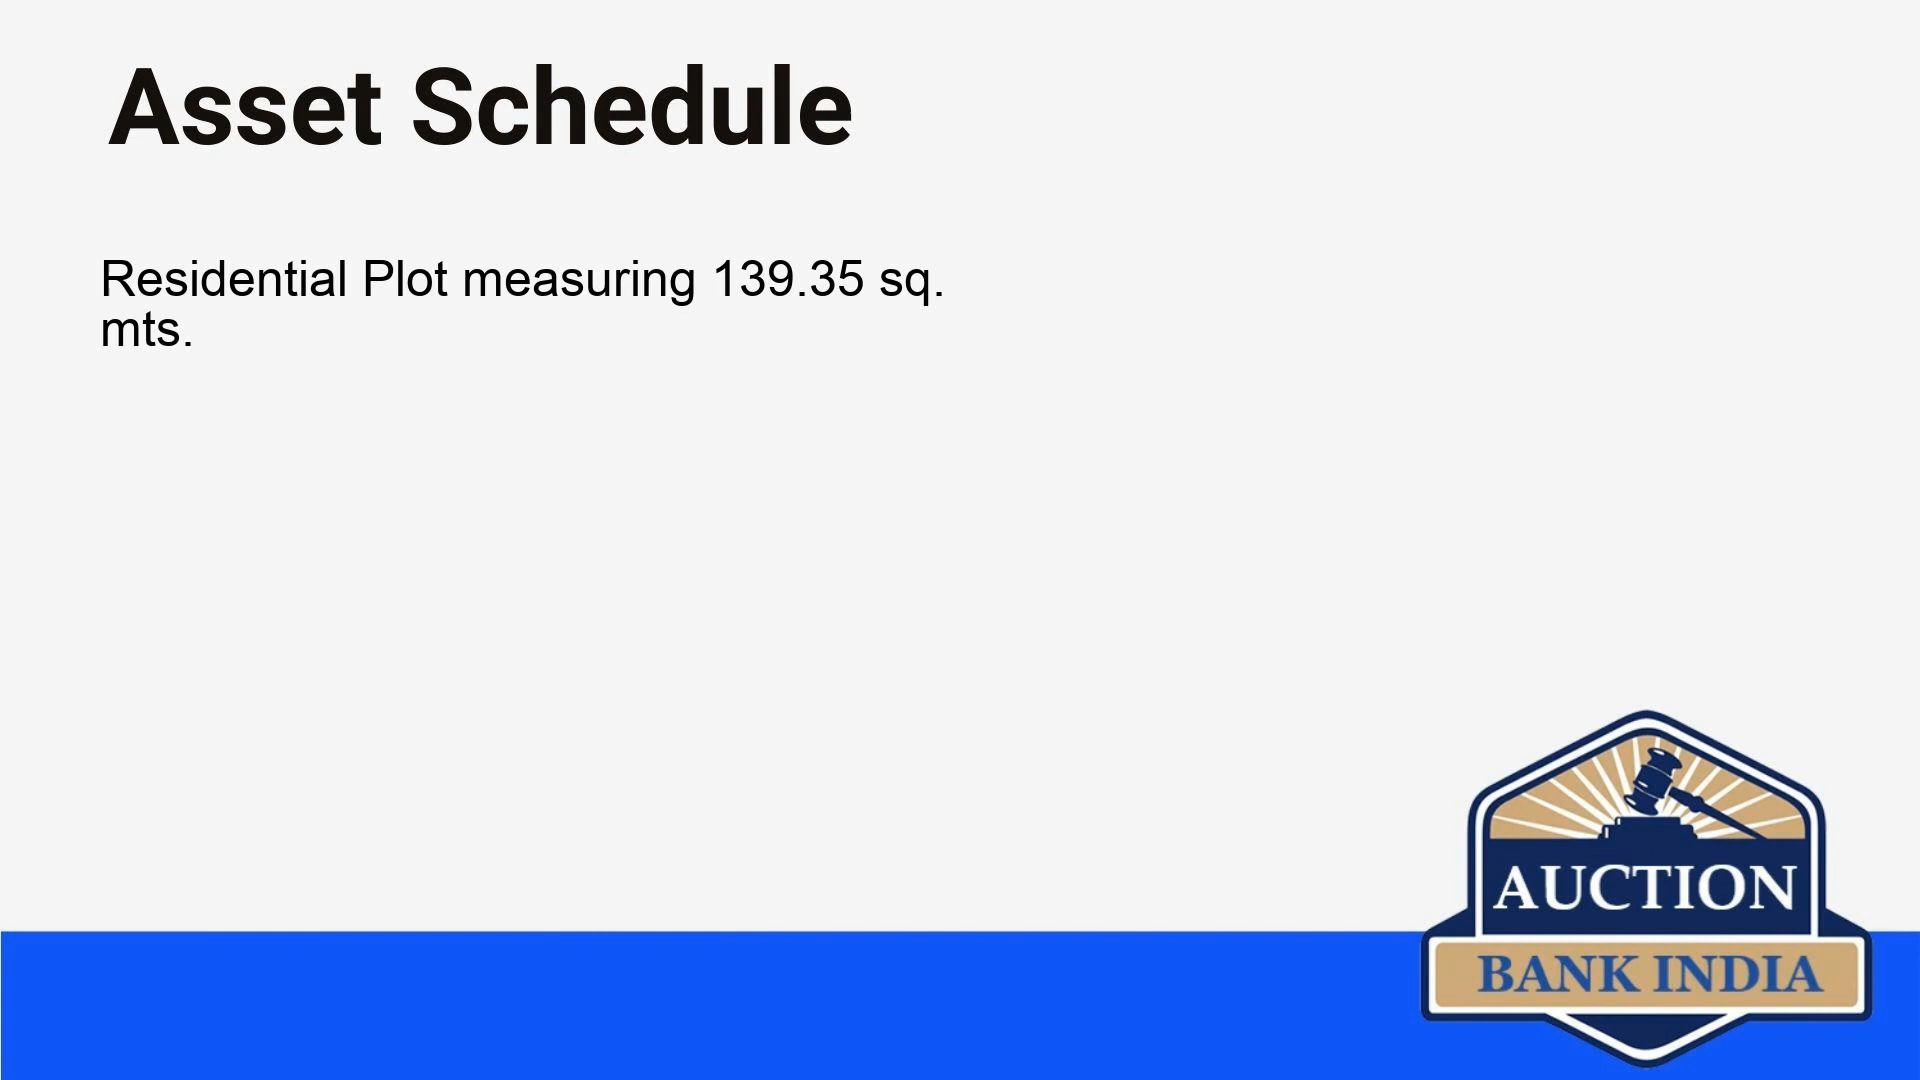 Asset Schedule
Residential Plot measuring 139.35 sq.
mts.
AUCTION
BANK INDIA